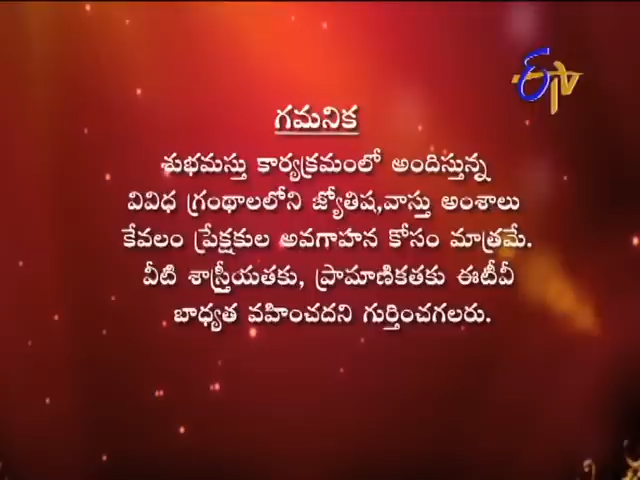 ETV
గమనిక
శుభమస్తు కార్యక్రమంలో అందిస్తున్న
వివిధ గ్రంథాలలోని జ్యోతిష,వాస్తు అంశాలు
కేవలం ప్రేక్షకుల అవగాహన కోసం మాత్రమే.
వీటి శాస్త్రీయతకు, ప్రామాణికతకు ఈటీవీ
బాధ్యత వహించదని గుర్తించగలరు.